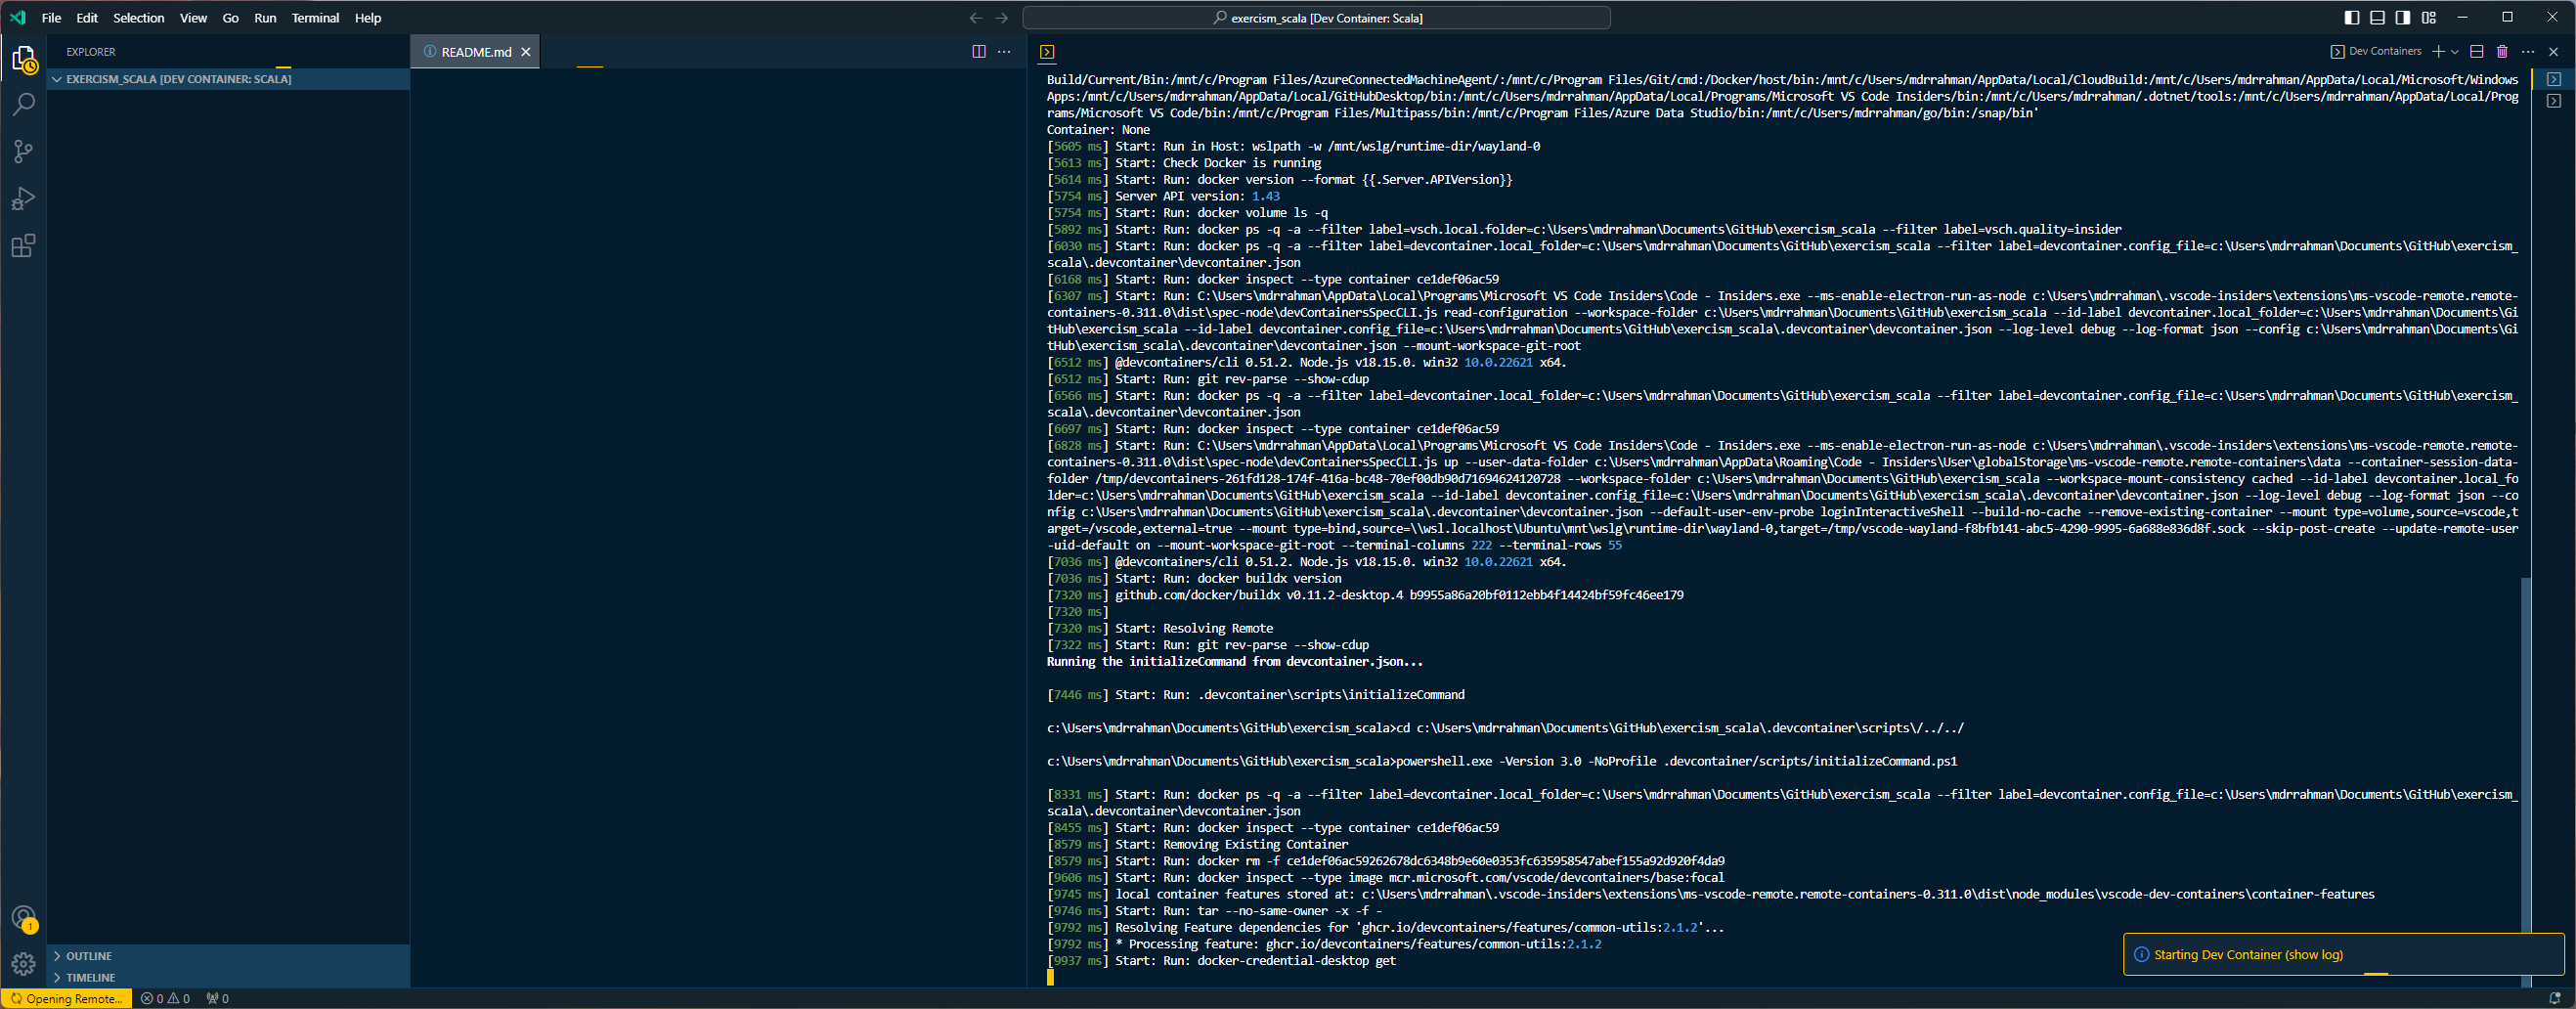 File Edit Selection View Go Run Terminal Help
exercism_scala [Dev Container: Scala]
EXPLORER
EXERCISM_SCALA [DEV CONTAINER: SCALA]
OUTLINE
TIMELINE
README.md
Dev Containers
Build/Current/Bin:/mnt/c/Program Files/AzureConnectedMachineAgent/:/mnt/c/Program Files/Git/cmd:/Docker/host/bin:/mnt/c/Users/mdrrahman/AppData/Local/CloudBuild:/mnt/c/Users/mdrrahman/AppData/Local/Microsoft/Windows
Apps:/mnt/c/Users/mdrrahman/AppData/Local/GitHubDesktop/bin:/mnt/c/Users/mdrrahman/AppData/Local/Programs/Microsoft VS Code Insiders/bin:/mnt/c/Users/mdrrahman/.dotnet/tools:/mnt/c/Users/mdrrahman/AppData/Local/Prog
rams/Microsoft VS Code/bin:/mnt/c/Program Files/Multipass/bin:/mnt/c/Program Files/Azure Data Studio/bin:/mnt/c/Users/mdrrahman/go/bin:/snap/bin'
Container: None
[5605 ms] Start: Run in Host: wslpath -w /mnt/wslg/runtime-dir/wayland-0
[5613 ms] Start: Check Docker is running
[5614 ms] Start: Run: docker version --format {{.Server.APIVersion}}
[5754 ms] Server API version: 1.43
[5754 ms] Start: Run: docker volume ls -q
[5892 ms] Start: Run: docker ps -q -a --filter label=vsch.local.folder=c:\Users\mdrrahman\Documents\GitHub\exercism_scala --filter label=vsch.quality=insider
[6030 ms] Start: Run: docker ps -q -a --filter label=devcontainer.local_folder=c:\Users\mdrrahman\Documents\GitHub\exercism_scala --filter label=devcontainer.config_file=c:\Users\mdrrahman\Documents\GitHub\exercism_
scala\.devcontainer\devcontainer.json
[6168 ms] Start: Run: docker inspect --type container ce1def06ac59
[6307 ms] Start: Run: C:\Users\mdrrahman\AppData\Local\Programs\Microsoft VS Code Insiders\Code - Insiders.exe --ms-enable-electron-run-as-node c:\Users\mdrrahman\.vscode-insiders\extensions\ms-vscode-remote.remote-
containers-0.311.0\dist\spec-node\devContainersSpecCLI.js read-configuration --workspace-folder c:\Users\mdrrahman\Documents\GitHub\exercism_scala --id-label devcontainer.local_folder=c:\Users\mdrrahman\Documents\Gi
tHub\exercism_scala --id-label devcontainer.config_file=c:\Users\mdrrahman\Documents\GitHub\exercism_scala\.devcontainer\devcontainer.json --log-level debug --log-format json --config c:\Users\mdrrahman\Documents\Gi
tHub\exercism_scala\.devcontainer\devcontainer.json --mount-workspace-git-root
[6512 ms] @devcontainers/cli 0.51.2. Node.js v18.15.0. win32 10.0.22621 x64.
[6512 ms] Start: Run: git rev-parse --show-cdup
[6566 ms] Start: Run: docker ps -q -a --filter label=devcontainer.local_folder=c:\Users\mdrrahman\Documents\GitHub\exercism_scala --filter label=devcontainer.config_file=c:\Users\mdrrahman\Documents\GitHub\exercism_
scala\.devcontainer\devcontainer.json
[6697 ms] Start: Run: docker inspect --type container ce1def06ac59
[6828 ms] Start: Run: C:\Users\mdrrahman\AppData\Local\Programs\Microsoft VS Code Insiders\Code - Insiders.exe --ms-enable-electron-run-as-node c:\Users\mdrrahman\.vscode-insiders\extensions\ms-vscode-remote.remote-
containers-0.311.0\dist\spec-node\devContainersSpecCLI.js up --user-data-folder c:\Users\mdrrahman\AppData\Roaming\Code - Insiders\User\globalStorage\ms-vscode-remote.remote-containers\data --container-session-data-
folder /tmp/devcontainers-261fd128-174f-416a-bc48-70ef00db90d71694624120728 --workspace-folder c:\Users\mdrrahman\Documents\GitHub\exercism_scala --workspace-mount-consistency cached --id-label devcontainer.local_fo
lder=c:\Users\mdrrahman\Documents\GitHub\exercism_scala --id-label devcontainer.config_file=c:\Users\mdrrahman\Documents\GitHub\exercism_scala\.devcontainer\devcontainer.json --log-level debug --log-format json --co
nfig c:\Users\mdrrahman\Documents\GitHub\exercism_scala\.devcontainer\devcontainer.json --default-user-env-probe loginInteractiveShell --build-no-cache --remove-existing-container --mount type=volume,source=vscode,t
arget=/vscode,external=true --mount type=bind,source=\\wsl.localhost\Ubuntu\mnt\wslg\runtime-dir\wayland-0,target=/tmp/vscode-wayland-f8bfb141-abc5-4290-9995-6a688e836d8f.sock --skip-post-create --update-remote-user
-uid-default on --mount-workspace-git-root --terminal-columns 222 --terminal-rows 55
[7036 ms] @devcontainers/cli 0.51.2. Node.js v18.15.0. win32 10.0.22621 x64.
[7036 ms] Start: Run: docker buildx version
[7320 ms] github.com/docker/buildx v0.11.2-desktop.4 b9955a86a20bf0112ebb4f14424bf59fc46ee179
[7320 ms]
[7320 ms] Start: Resolving Remote
[7322 ms] Start: Run: git rev-parse --show-cdup
Running the initializeCommand from devcontainer.json...
[7446 ms] Start: Run: .devcontainer\scripts\initializeCommand
c:\Users\mdrrahman\Documents\GitHub\exercism_scala>cd c:\Users\mdrrahman\Documents\GitHub\exercism_scala\.devcontainer\scripts\/../../
c:\Users\mdrrahman\Documents\GitHub\exercism_scala>powershell.exe -Version 3.0 -NoProfile .devcontainer/scripts/initializeCommand.ps1
[8331 ms] Start: Run: docker ps -q -a --filter label=devcontainer.local_folder=c:\Users\mdrrahman\Documents\GitHub\exercism_scala --filter label=devcontainer.config_file=c:\Users\mdrrahman\Documents\GitHub\exercism_
scala\.devcontainer\devcontainer.json
[8455 ms] Start: Run: docker inspect --type container ce1def06ac59
[8579 ms] Start: Removing Existing Container
[8579 ms] Start: Run: docker rm -f ce1def06ac59262678dc6348b9e60e0353fc635958547abef155a92d920f4da9
[9606 ms] Start: Run: docker inspect --type image mcr.microsoft.com/vscode/devcontainers/base:focal
[9745 ms] local container features stored at: c:\Users\mdrrahman\.vscode-insiders\extensions\ms-vscode-remote.remote-containers-0.311.0\dist\node_modules\vscode-dev-containers\container-features
[9746 ms] Start: Run: tar --no-same-owner -x -f -
[9792 ms] Resolving Feature dependencies for 'ghcr.io/devcontainers/features/common-utils:2.1.2'...
[9792 ms] * Processing feature: ghcr.io/devcontainers/features/common-utils:2.1.2
[9937 ms] Start: Run: docker-credential-desktop get
Starting Dev Container (show log)
1
Opening Remote... 0 0 0